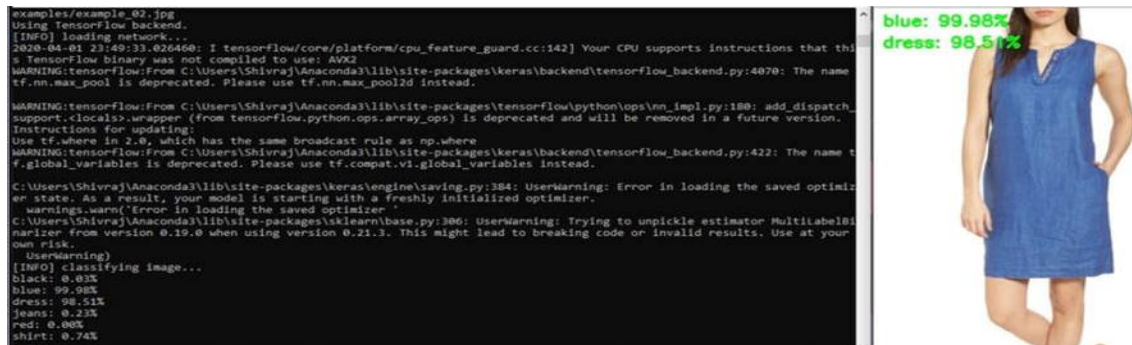 examples/example_02.jpg
Using TensorFlow backend.
[INFO] loading network...
2020-04-01 23:49:33.026460: I tensorflow/core/platform/cpu_feature_guard.cc:142] Your CPU supports instructions that thi
s TensorFlow binary was not compiled to use: AVX2
WARNING:tensorflow:From C:\Users\Shivraj\Anaconda3\lib\site-packages\keras\backend\tensorflow_backend.py:4070: The name
tf.nn.max_pool is deprecated. Please use tf.nn.max_pool2d instead.
WARNING:tensorflow:From C:\Users\Shivraj\Anaconda3\lib\site-packages\tensorflow\python\ops\nn_impl.py:180: add_dispatch_
support.<locals>.wrapper (from tensorflow.python.ops.array_ops) is deprecated and will be removed in a future version.
Instructions for updating:
Use tf.where in 2.0, which has the same broadcast rule as np.where
WARNING:tensorflow:From C:\Users\Shivraj\Anaconda3\lib\site-packages\keras\backend\tensorflow_backend.py:422: The name t
f.global_variables is deprecated. Please use tf.compat.v1.global_variables instead.
C:\Users\Shivraj\Anaconda3\lib\site-packages\keras\engine\saving.py:384: UserWarning: Error in loading the saved optimiz
er state. As a result, your model is starting with a freshly initialized optimizer.
warnings.warn('Error in loading the saved optimizer '
C:\Users\Shivraj\Anaconda3\lib\site-packages\sklearn\base.py:306: UserWarning: Trying to unpickle estimator MultiLabelBi
narizer from version 0.19.0 when using version 0.21.3. This might lead to breaking code or invalid results. Use at your
own risk.
UserWarning)
[INFO] classifying image...
black: 0.03%
blue: 99.98%
dress: 98.51%
jeans: 0.23%
red: 0.00%
shirt: 0.74%
blue: 99.98%
dress: 98.51%